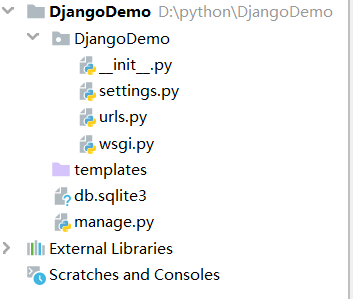 DjangoDemo D:\python\DjangoDemo
DjangoDemo
__init__.py
settings.py
urls.py
wsgi.py
templates
db.sqlite3
manage.py
External Libraries
Scratches and Consoles